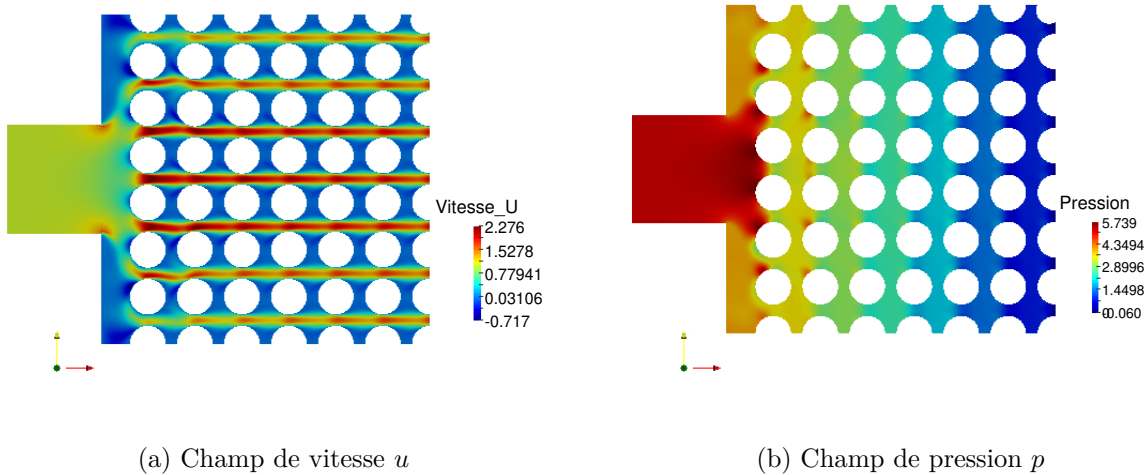 Vitesse_U
2.276
1.5278
0.77941
0.03106
-0.717
Pression
5.739
4.3494
2.8996
1.4498
0.060
(a) Champ de vitesse u
(b) Champ de pression p